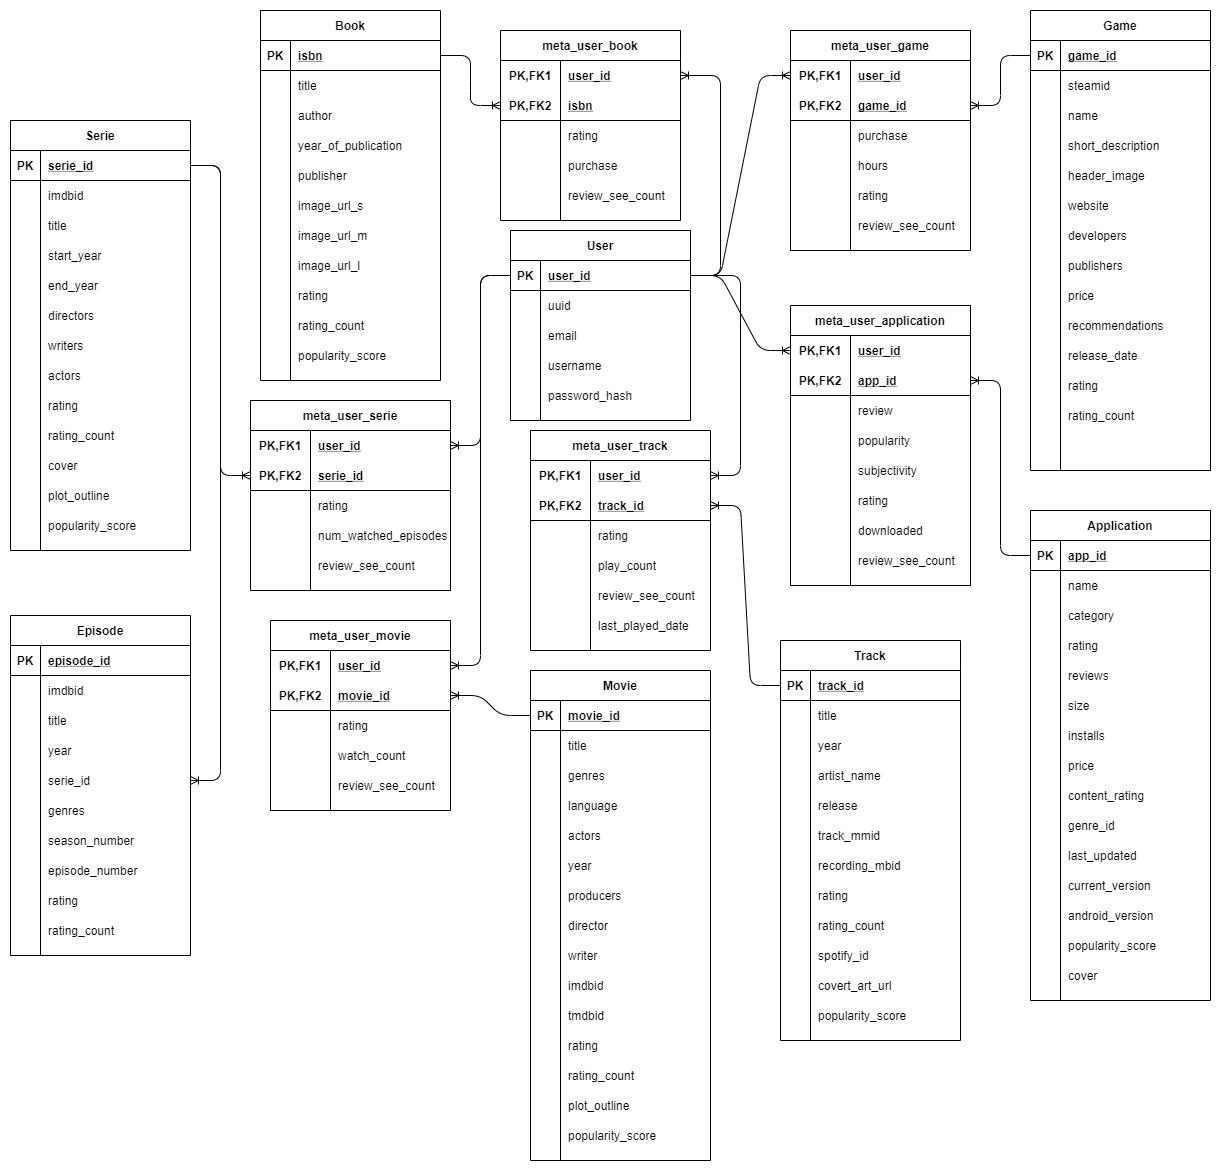 Book
PK isbn
title
author
year_of_publication
publisher
image_url_s
image_url_m
image_url_l
rating
rating_count
popularity_score
meta_user_book
PK,FK1 user_id
PK,FK2 isbn
rating
purchase
review_see_count
meta_user_game
PK,FK1 user_id
PK,FK2 game_id
purchase
hours
rating
review_see_count
Game
PK game_id
steamid
name
short_description
header_image
website
developers
publishers
price
recommendations
release_date
rating
rating_count
Serie
PK serie_id
imdbid
title
start_year
end_year
directors
writers
actors
rating
rating_count
cover
plot_outline
popularity_score
User
PK user_id
uuid
email
username
password_hash
meta_user_application
PK,FK1 user_id
PK,FK2 app_id
review
popularity
subjectivity
rating
downloaded
review_see_count
meta_user_serie
PK,FK1 user_id
PK,FK2 serie_id
rating
num_watched_episodes
review_see_count
meta_user_track
PK,FK1 user_id
PK,FK2 track_id
rating
play_count
review_see_count
last_played_date
Application
PK app_id
name
category
rating
reviews
size
installs
price
content_rating
genre_id
last_updated
current_version
android_version
popularity_score
cover
Episode
PK episode_id
imdbid
title
year
serie_id
genres
season_number
episode_number
rating
rating_count
meta_user_movie
PK,FK1 user_id
PK,FK2 movie_id
rating
watch_count
review_see_count
Movie
PK movie_id
title
genres
language
actors
year
producers
director
writer
imdbid
tmdbid
rating
rating_count
plot_outline
popularity_score
Track
PK track_id
title
year
artist_name
release
track_mmid
recording_mbid
rating
rating_count
spotify_id
covert_art_url
popularity_score